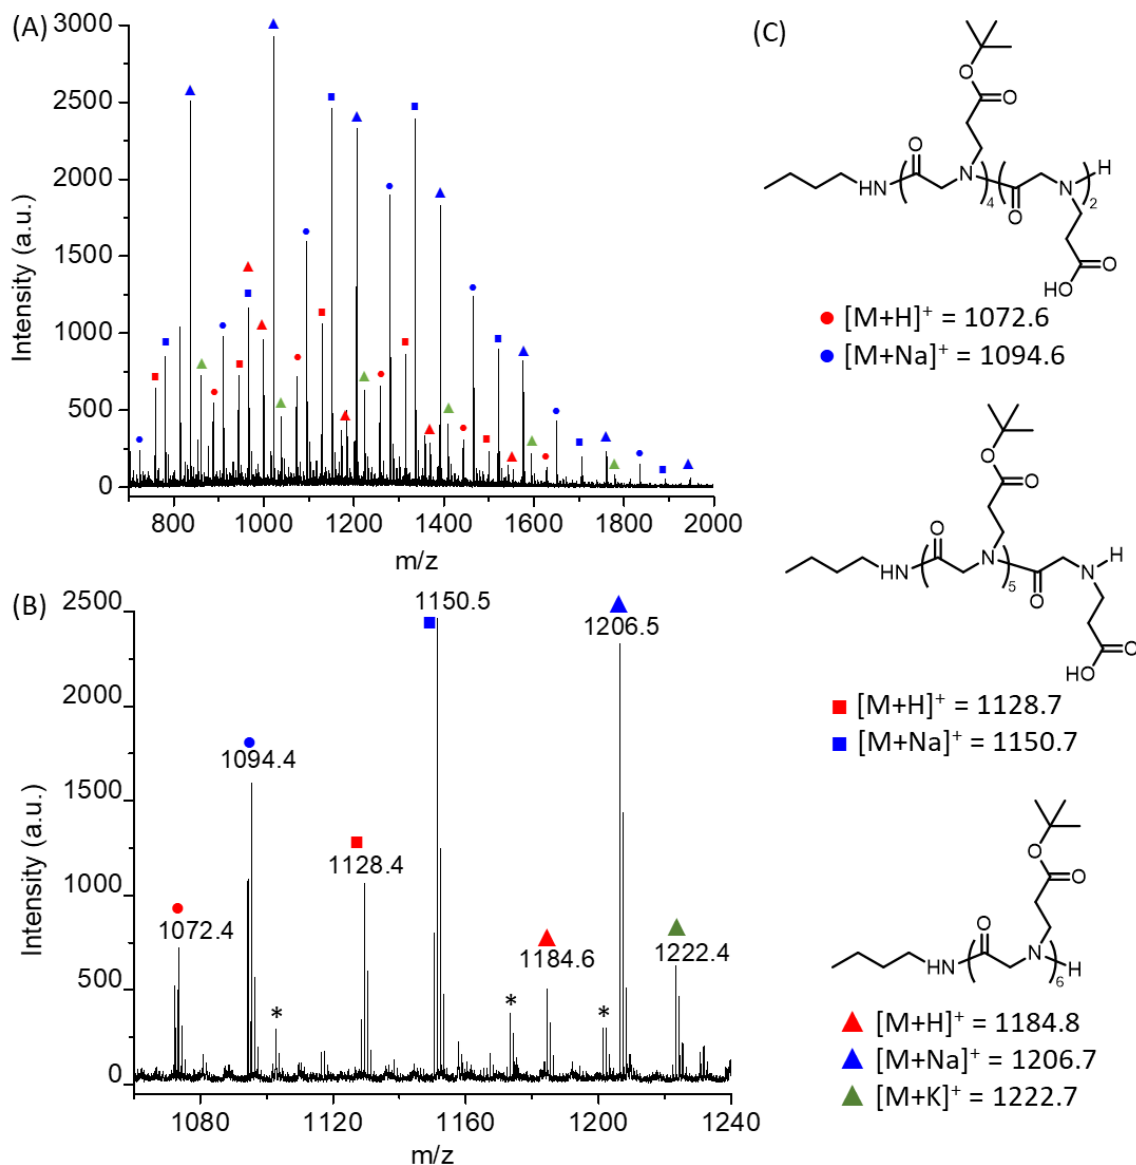 (A)
3000
2500
2000
1500
1000
500
0
Intensity (a.u.)
800 1000 1200 1400 1600 1800 2000
m/z
(B)
2500
2000
1500
1000
500
0
Intensity (a.u.)
1072.4
1094.4
*
1128.4
1150.5
*
1184.6
*
1206.5
1222.4
1080 1120 1160 1200 1240
m/z
(C)
O
O
O
NH
N
4
O
N
H
2
O
HO
[M+H]⁺ = 1072.6
[M+Na]⁺ = 1094.6
O
O
O
NH
N
5
O
N
H
O
HO
[M+H]⁺ = 1128.7
[M+Na]⁺ = 1150.7
O
O
O
NH
N
H
6
[M+H]⁺ = 1184.8
[M+Na]⁺ = 1206.7
[M+K]⁺ = 1222.7